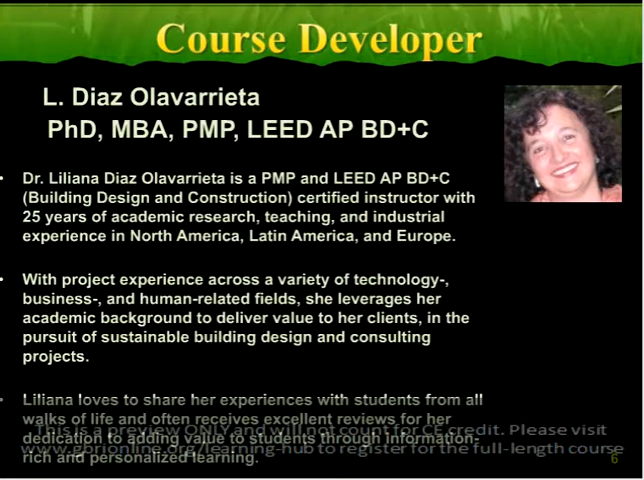 Course Developer
L. Diaz Olavarrieta
PhD, MBA, PMP, LEED AP BD+C
• Dr. Liliana Diaz Olavarrieta is a PMP and LEED AP BD+C
(Building Design and Construction) certified instructor with
25 years of academic research, teaching, and industrial
experience in North America, Latin America, and Europe.
• With project experience across a variety of technology-,
business-, and human-related fields, she leverages her
academic background to deliver value to her clients, in the
pursuit of sustainable building design and consulting
projects.
• Liliana loves to share her experiences with students from all
walks of life and often receives excellent reviews for her
dedication to adding value to students through information-
rich and personalized learning.
This is a preview ONLY and will not count for CE credit. Please visit
www.gbrionline.org/learning-hub to register for the full-length course
6